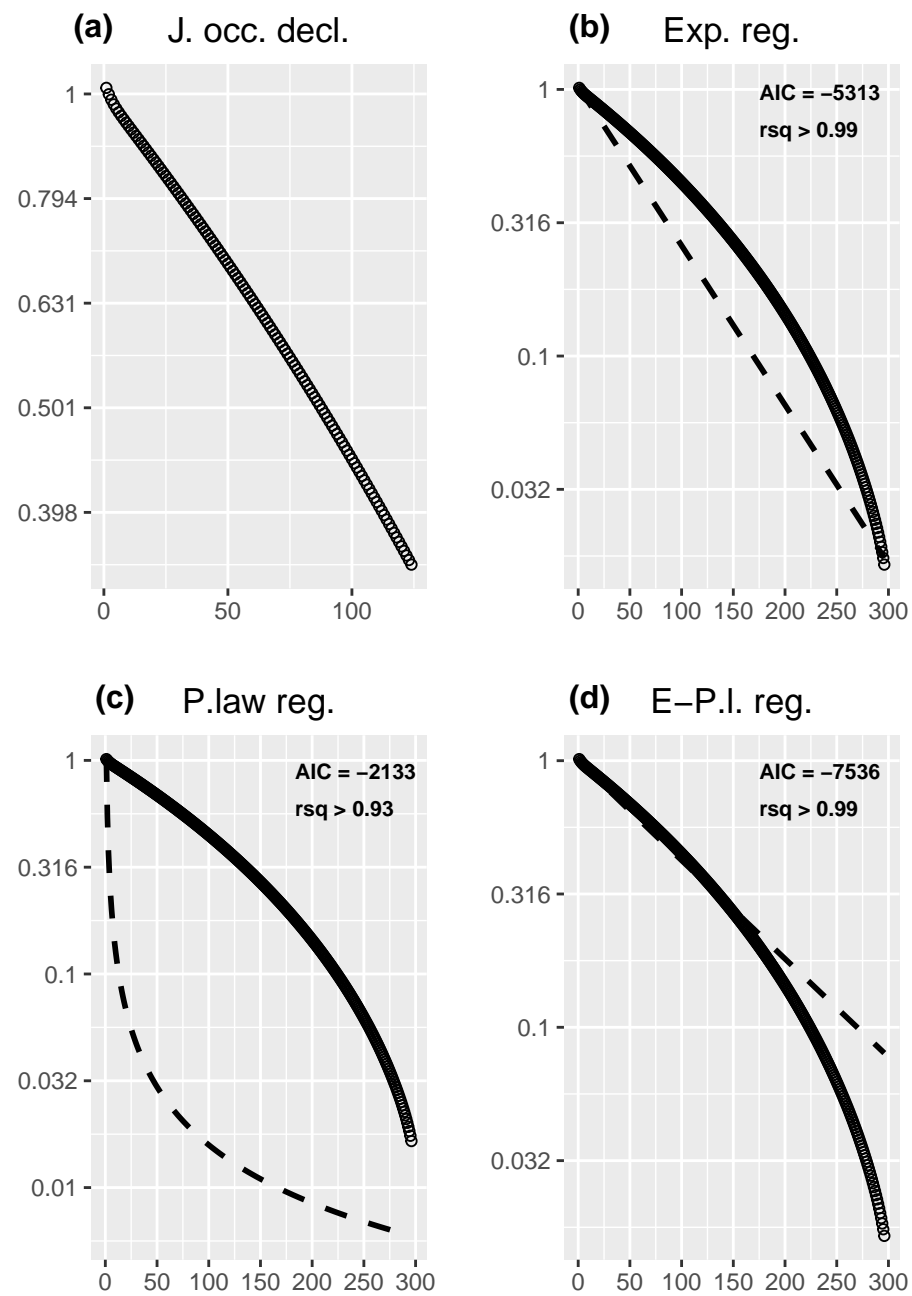 (a) J. occ. decl.
1
0.794
0.631
0.501
0.398
0 50 100
(b) Exp. reg.
AIC = −5313
rsq > 0.99
1
0.316
0.1
0.032
0 50 100 150 200 250 300
(c) P.law reg.
AIC = −2133
rsq > 0.93
1
0.316
0.1
0.032
0.01
0 50 100 150 200 250 300
(d) E−P.l. reg.
AIC = −7536
rsq > 0.99
1
0.316
0.1
0.032
0 50 100 150 200 250 300